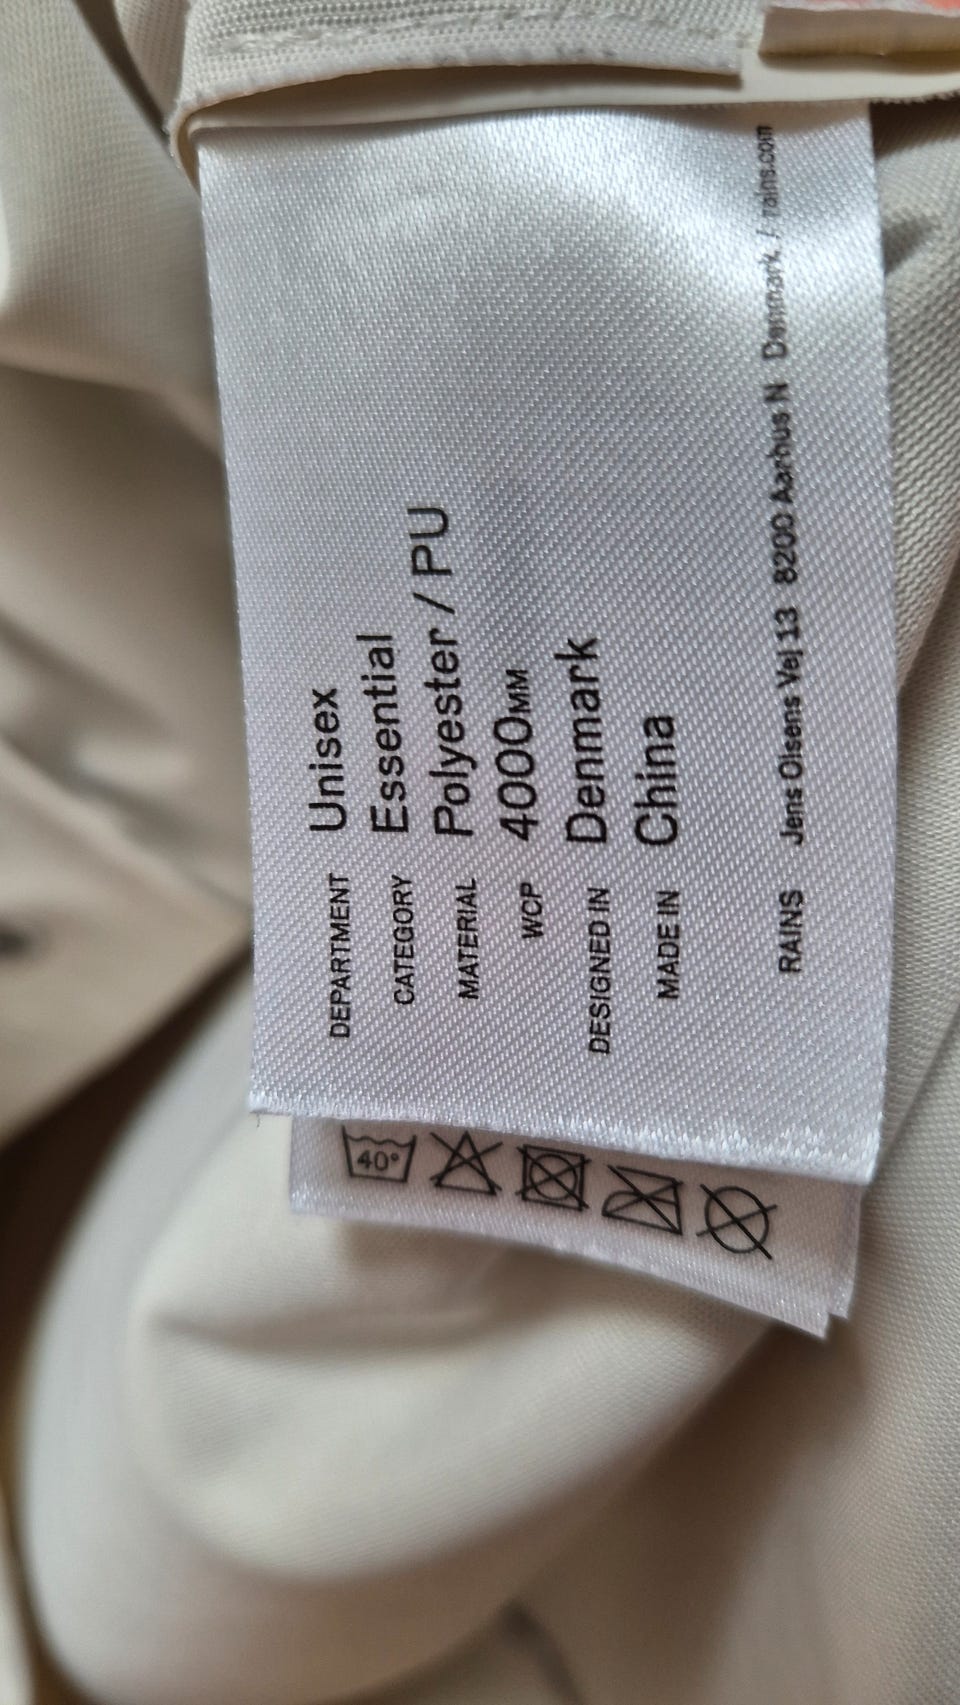 DEPARTMENT Unisex
CATEGORY Essential
MATERIAL Polyester / PU
WCP 4000MM
DESIGNED IN Denmark
MADE IN China
RAINS Jens Olsens Vej 13 8200 Aarhus N Denmark / rains.com
40°